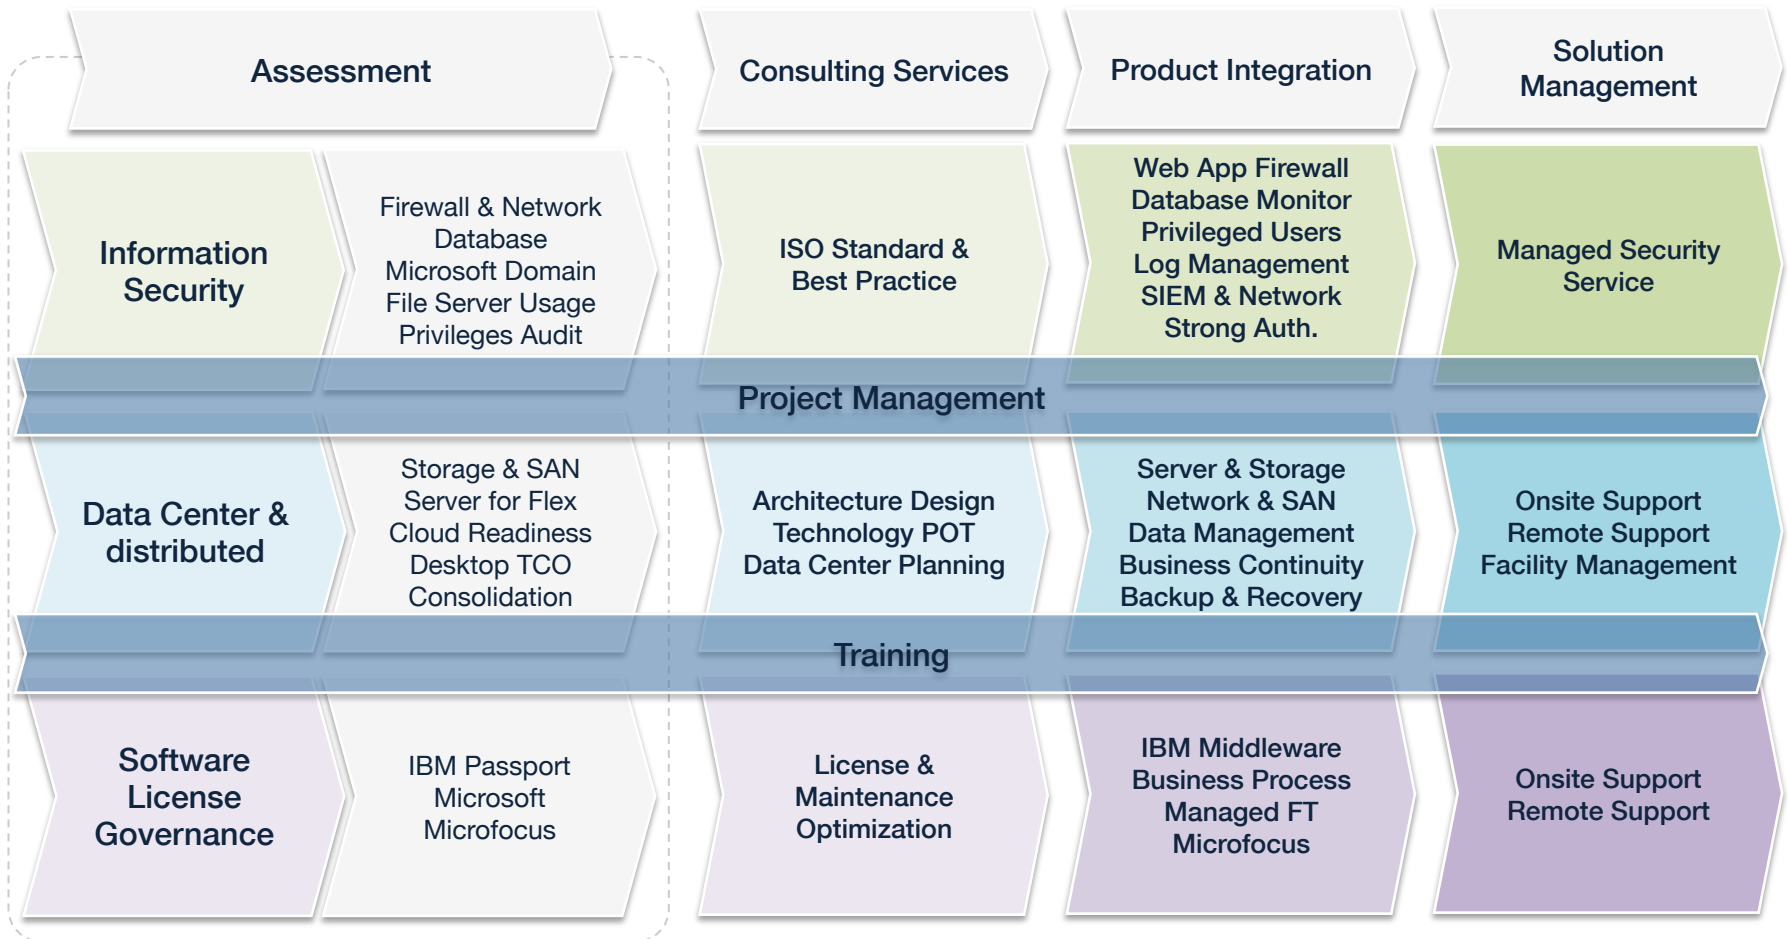 Assessment
Consulting Services
Product Integration
Solution
Management
Information
Security
Firewall & Network
Database
Microsoft Domain
File Server Usage
Privileges Audit
ISO Standard &
Best Practice
Web App Firewall
Database Monitor
Privileged Users
Log Management
SIEM & Network
Strong Auth.
Managed Security
Service
Project Management
Data Center &
distributed
Storage & SAN
Server for Flex
Cloud Readiness
Desktop TCO
Consolidation
Architecture Design
Technology POT
Data Center Planning
Server & Storage
Network & SAN
Data Management
Business Continuity
Backup & Recovery
Onsite Support
Remote Support
Facility Management
Training
Software
License
Governance
IBM Passport
Microsoft
Microfocus
License &
Maintenance
Optimization
IBM Middleware
Business Process
Managed FT
Microfocus
Onsite Support
Remote Support